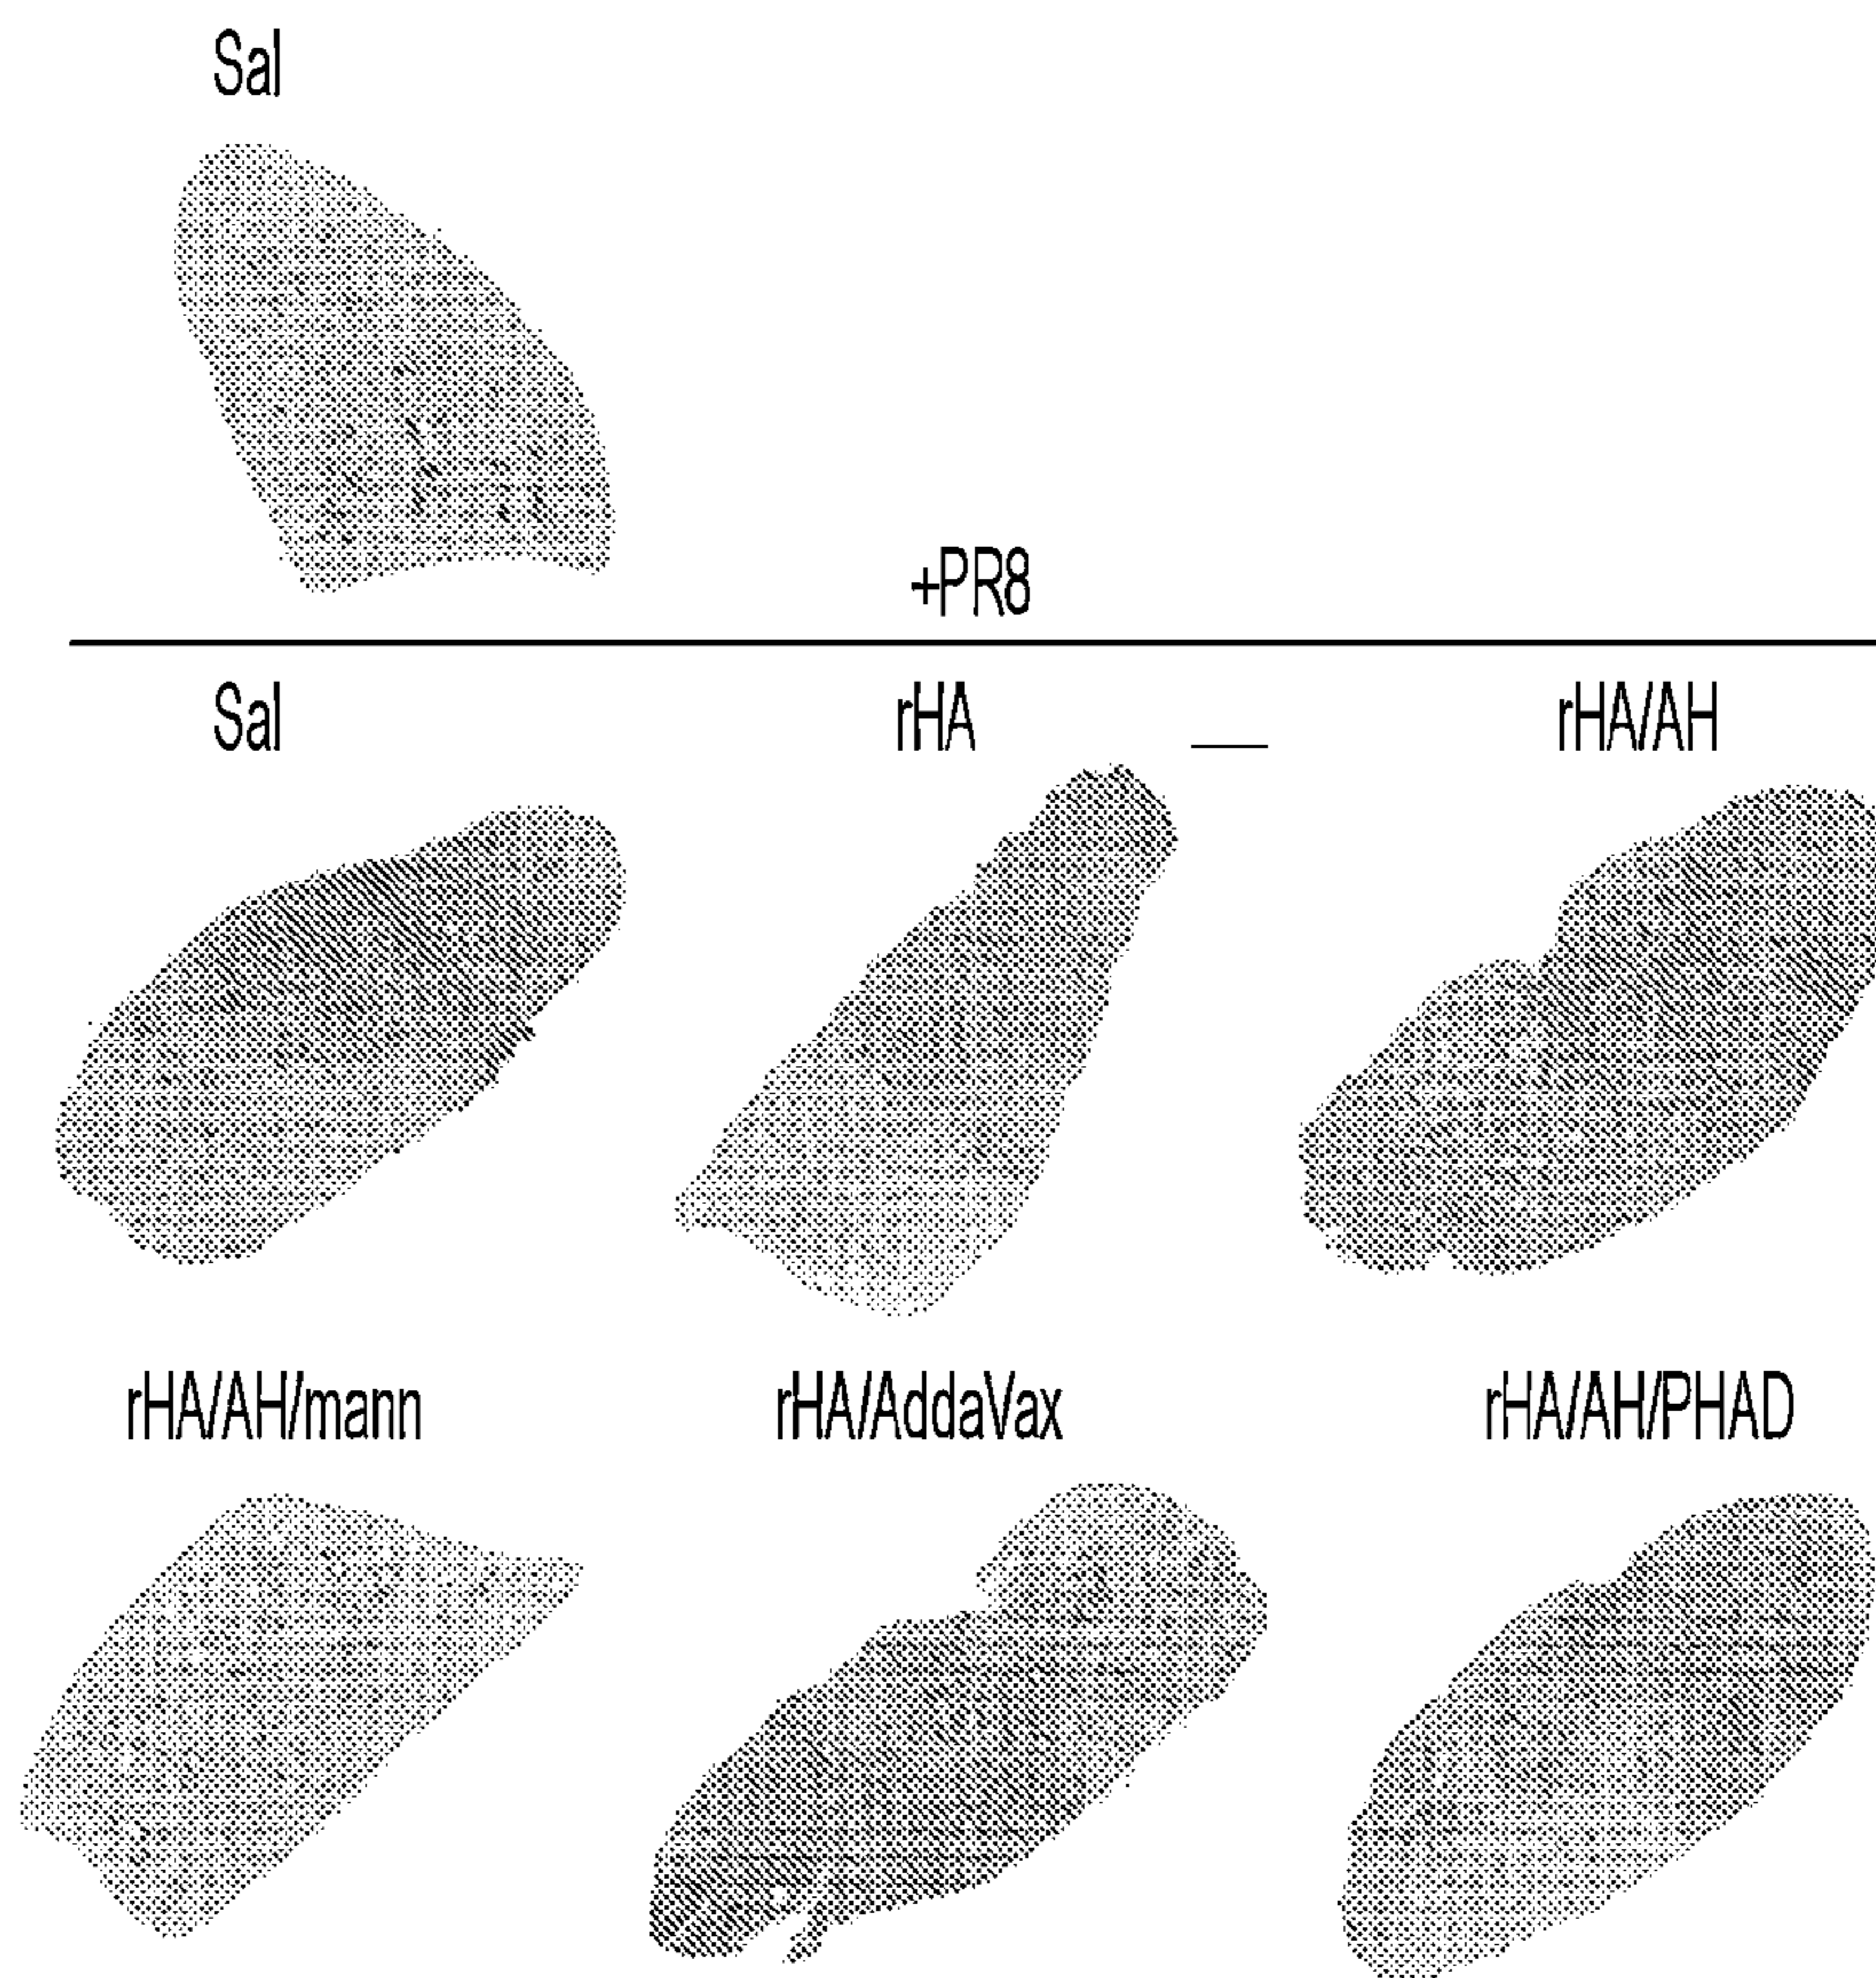 Sal
+PR8
Sal rHA rHA/AH
rHA/AH/mann rHA/AddaVax rHA/AH/PHAD